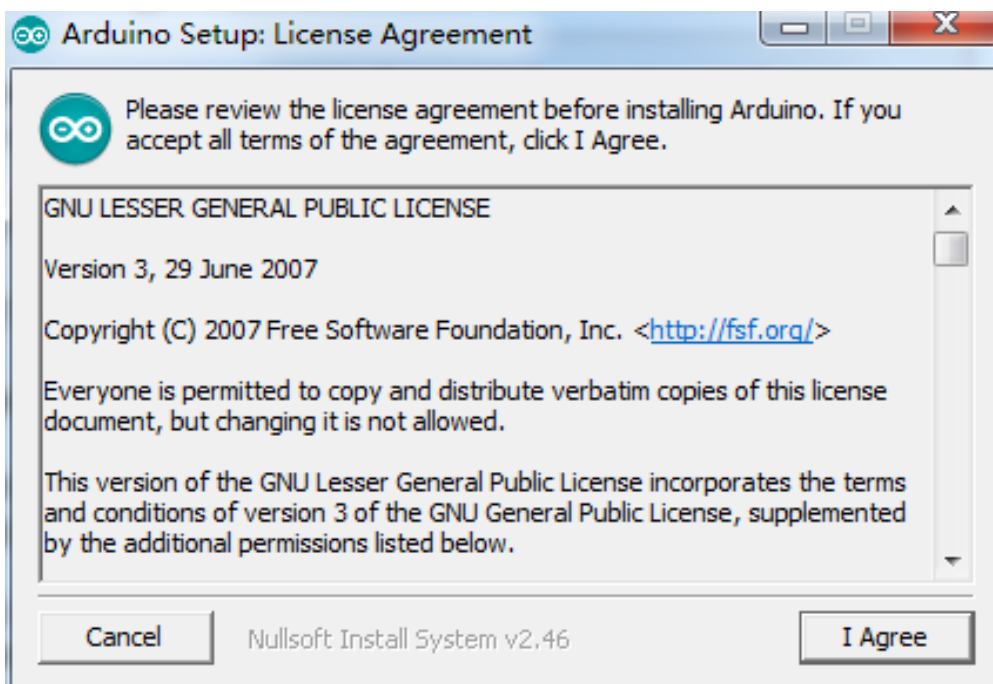 Arduino Setup: License Agreement
Please review the license agreement before installing Arduino. If you
accept all terms of the agreement, click I Agree.
GNU LESSER GENERAL PUBLIC LICENSE
Version 3, 29 June 2007
Copyright (C) 2007 Free Software Foundation, Inc. <http://fsf.org/>
Everyone is permitted to copy and distribute verbatim copies of this license
document, but changing it is not allowed.
This version of the GNU Lesser General Public License incorporates the terms
and conditions of version 3 of the GNU General Public License, supplemented
by the additional permissions listed below.
Cancel
Nullsoft Install System v2.46
I Agree